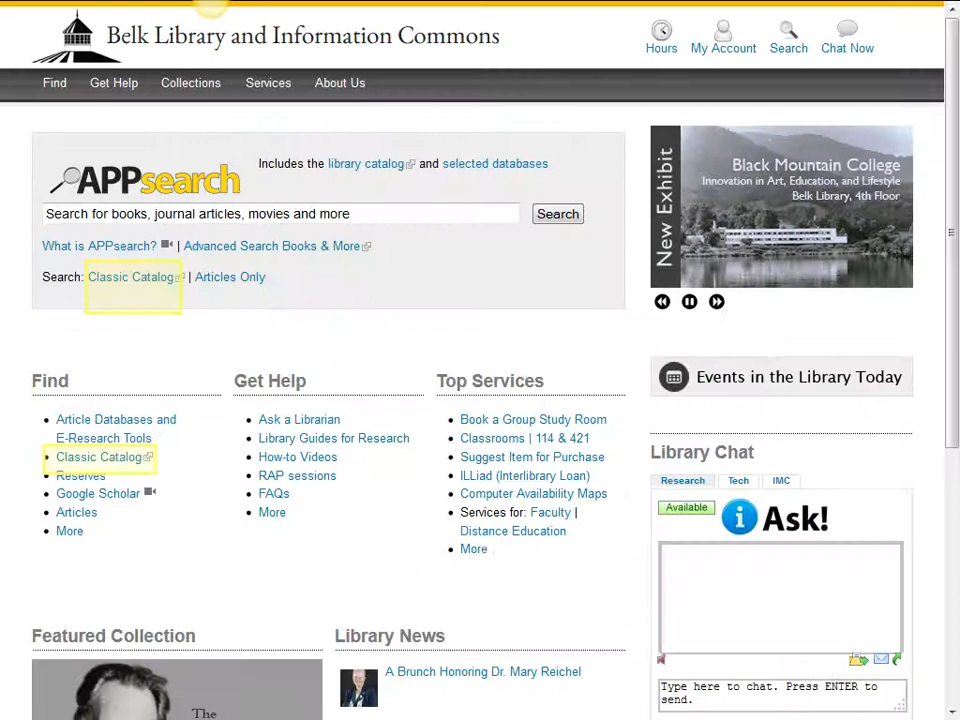 Belk Library and Information Commons
Hours
My Account
Search
Chat Now
Find
Get Help
Collections
Services
About Us
APPsearch
Includes the library catalog and selected databases
Search for books, journal articles, movies and more
Search
What is APPsearch? | Advanced Search Books & More
Search: Classic Catalog | Articles Only
New Exhibit
Black Mountain College
Innovation in Art, Education, and Lifestyle
Belk Library, 4th Floor
Events in the Library Today
Find
Article Databases and
E-Research Tools
Classic Catalog
Reserves
Google Scholar
Articles
More
Get Help
Ask a Librarian
Library Guides for Research
How-to Videos
RAP sessions
FAQs
More
Top Services
Book a Group Study Room
Classrooms | 114 & 421
Suggest Item for Purchase
ILLiad (Interlibrary Loan)
Computer Availability Maps
Services for: Faculty |
Distance Education
More
Library Chat
Research
Tech
IMC
Available
i Ask!
Type here to chat. Press ENTER to
send.
Featured Collection
The
Library News
A Brunch Honoring Dr. Mary Reichel